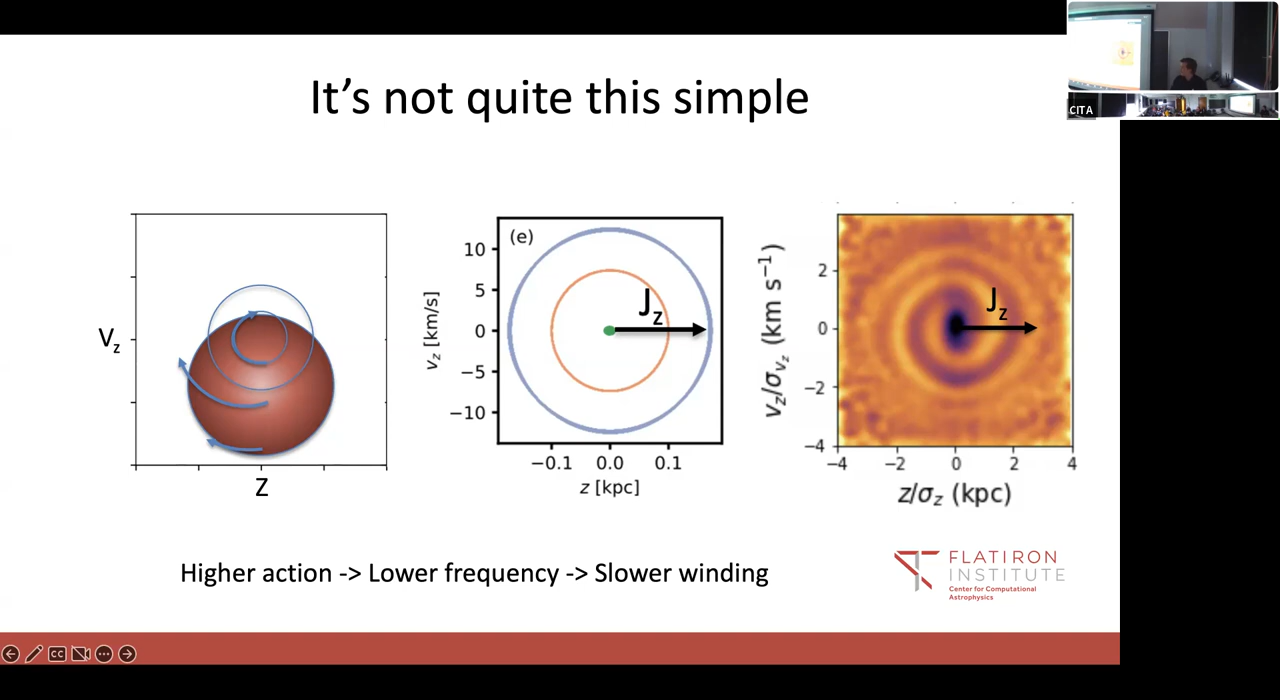 CITA
It's not quite this simple
Vz
Z
(e)
10
5
0
−5
−10
vz [km/s]
−0.1 0.0 0.1
z [kpc]
Jz
2
0
−2
−4
vz/σvz (km s−1)
−4 −2 0 2 4
z/σz (kpc)
Jz
Higher action -> Lower frequency -> Slower winding
FLATIRON
INSTITUTE
Center for Computational
Astrophysics
CC